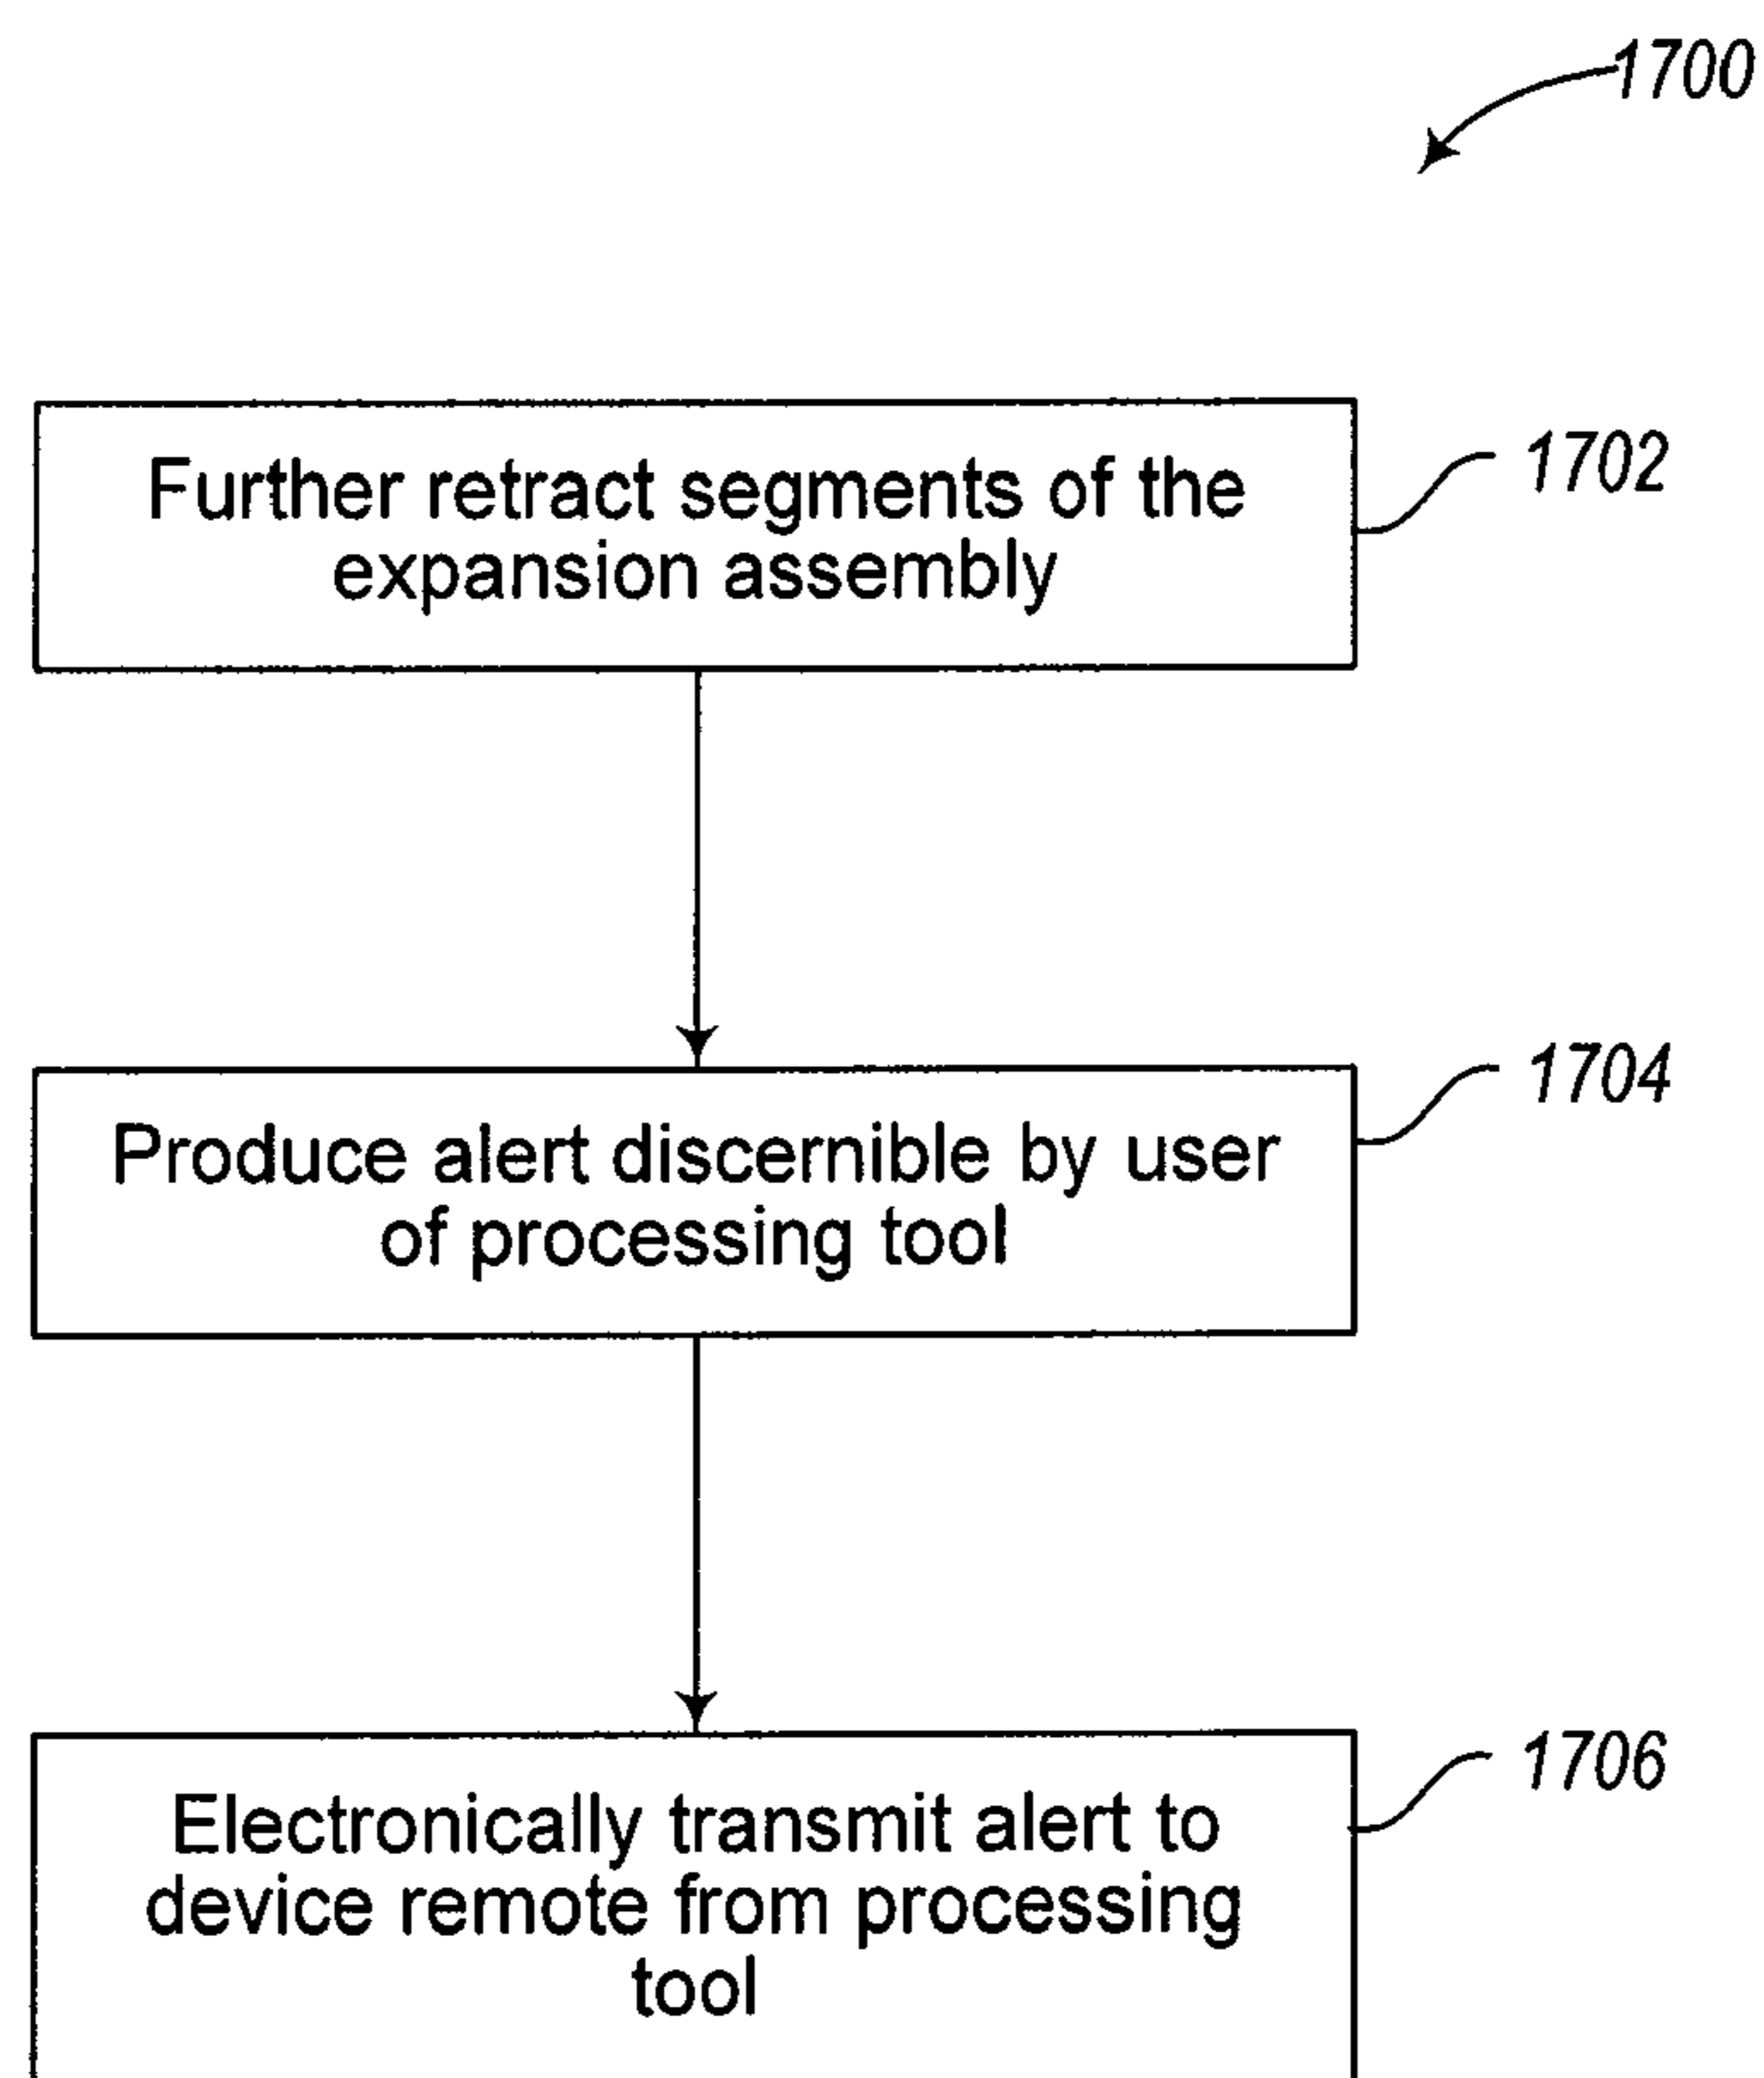 1700
Further retract segments of the
expansion assembly
1702
Produce alert discernible by user
of processing tool
1704
Electronically transmit alert to
device remote from processing
tool
1706